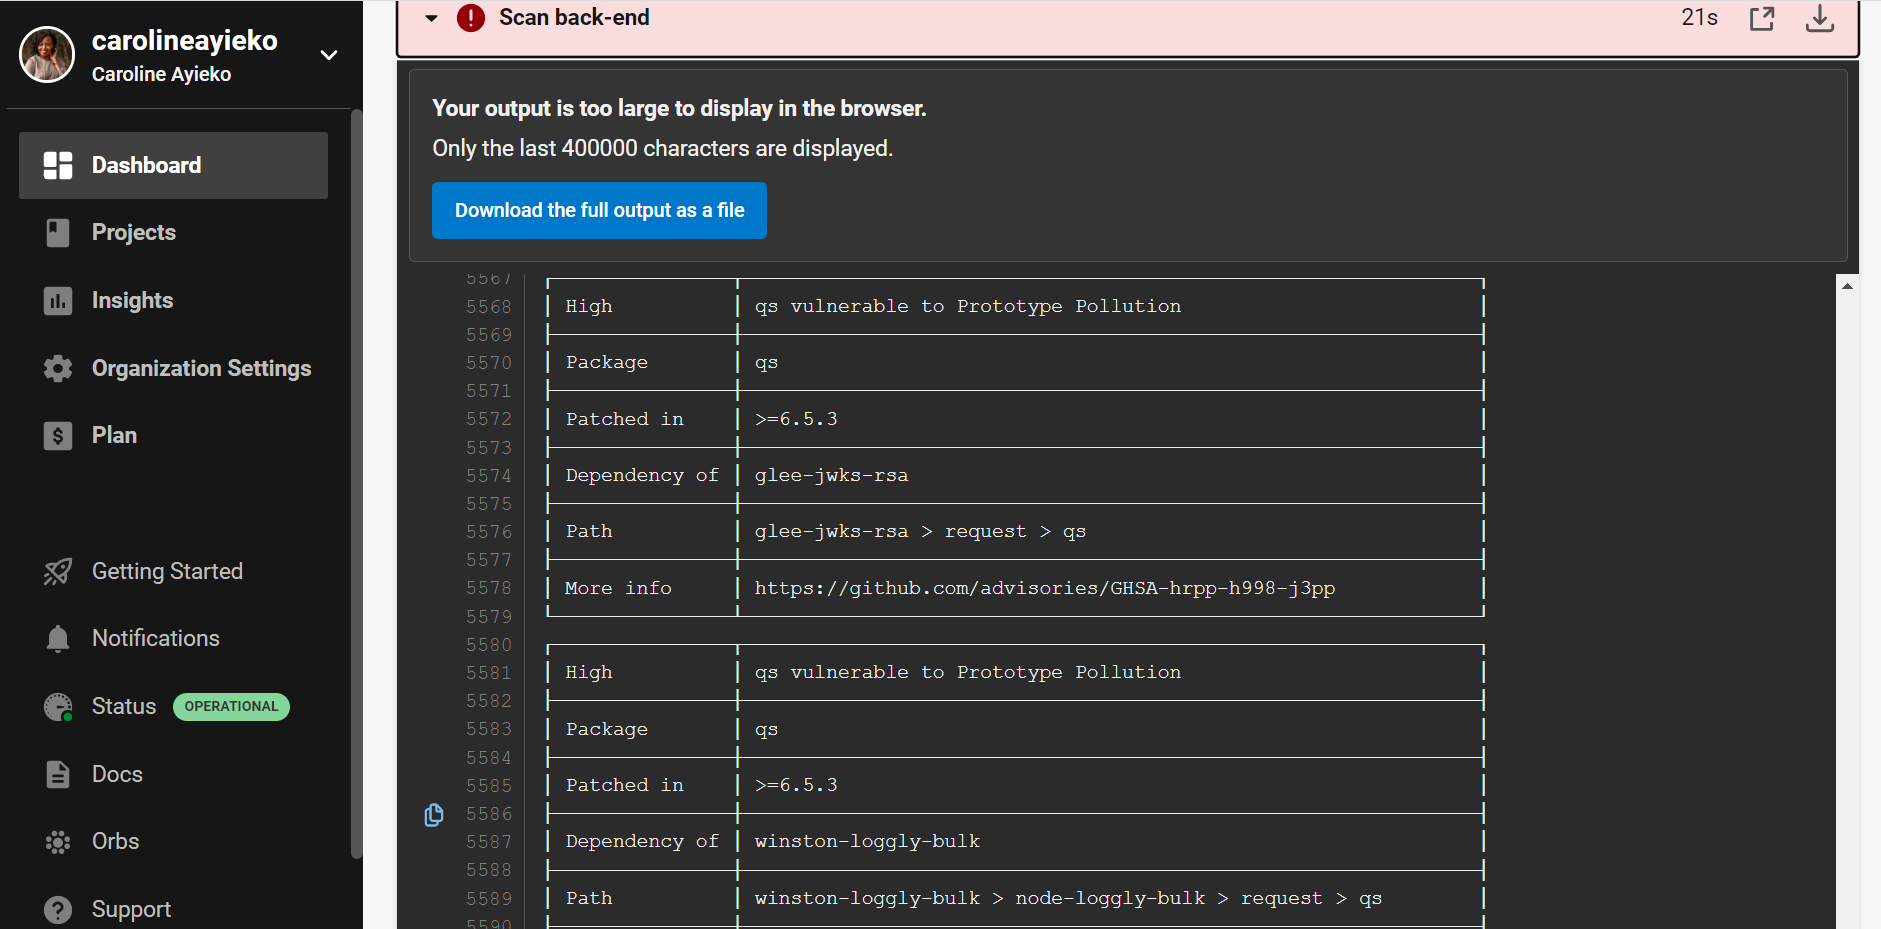 carolineayieko
Caroline Ayieko
Dashboard
Projects
Insights
Organization Settings
Plan
Getting Started
Notifications
Status OPERATIONAL
Docs
Orbs
Support
Scan back-end 21s
Your output is too large to display in the browser.
Only the last 400000 characters are displayed.
Download the full output as a file
5567
5568 High qs vulnerable to Prototype Pollution
5569
5570 Package qs
5571
5572 Patched in >=6.5.3
5573
5574 Dependency of glee-jwks-rsa
5575
5576 Path glee-jwks-rsa > request > qs
5577
5578 More info https://github.com/advisories/GHSA-hrpp-h998-j3pp
5579
5580
5581 High qs vulnerable to Prototype Pollution
5582
5583 Package qs
5584
5585 Patched in >=6.5.3
5586
5587 Dependency of winston-loggly-bulk
5588
5589 Path winston-loggly-bulk > node-loggly-bulk > request > qs
5590